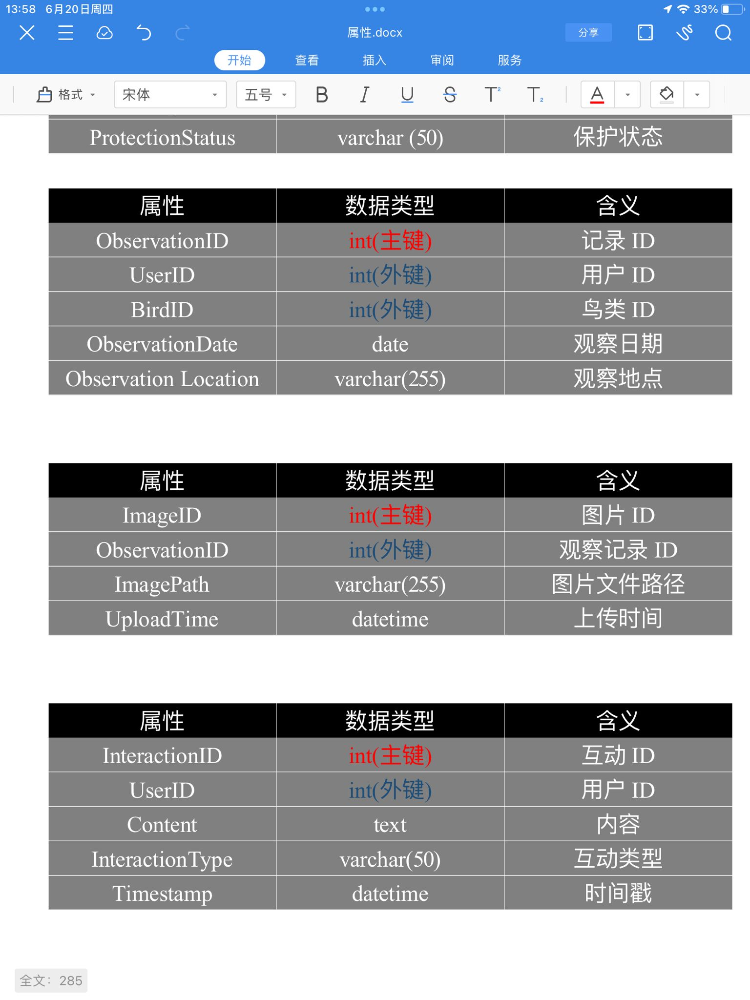 13:58 6月20日周四 33%
属性.docx 分享
开始 查看 插入 审阅 服务
格式 宋体 五号 B I U S T² T₂ A
ProtectionStatus varchar (50) 保护状态
属性 数据类型 含义
ObservationID int(主键) 记录 ID
UserID int(外键) 用户 ID
BirdID int(外键) 鸟类 ID
ObservationDate date 观察日期
Observation Location varchar(255) 观察地点
属性 数据类型 含义
ImageID int(主键) 图片 ID
ObservationID int(外键) 观察记录 ID
ImagePath varchar(255) 图片文件路径
UploadTime datetime 上传时间
属性 数据类型 含义
InteractionID int(主键) 互动 ID
UserID int(外键) 用户 ID
Content text 内容
InteractionType varchar(50) 互动类型
Timestamp datetime 时间戳
全文：285